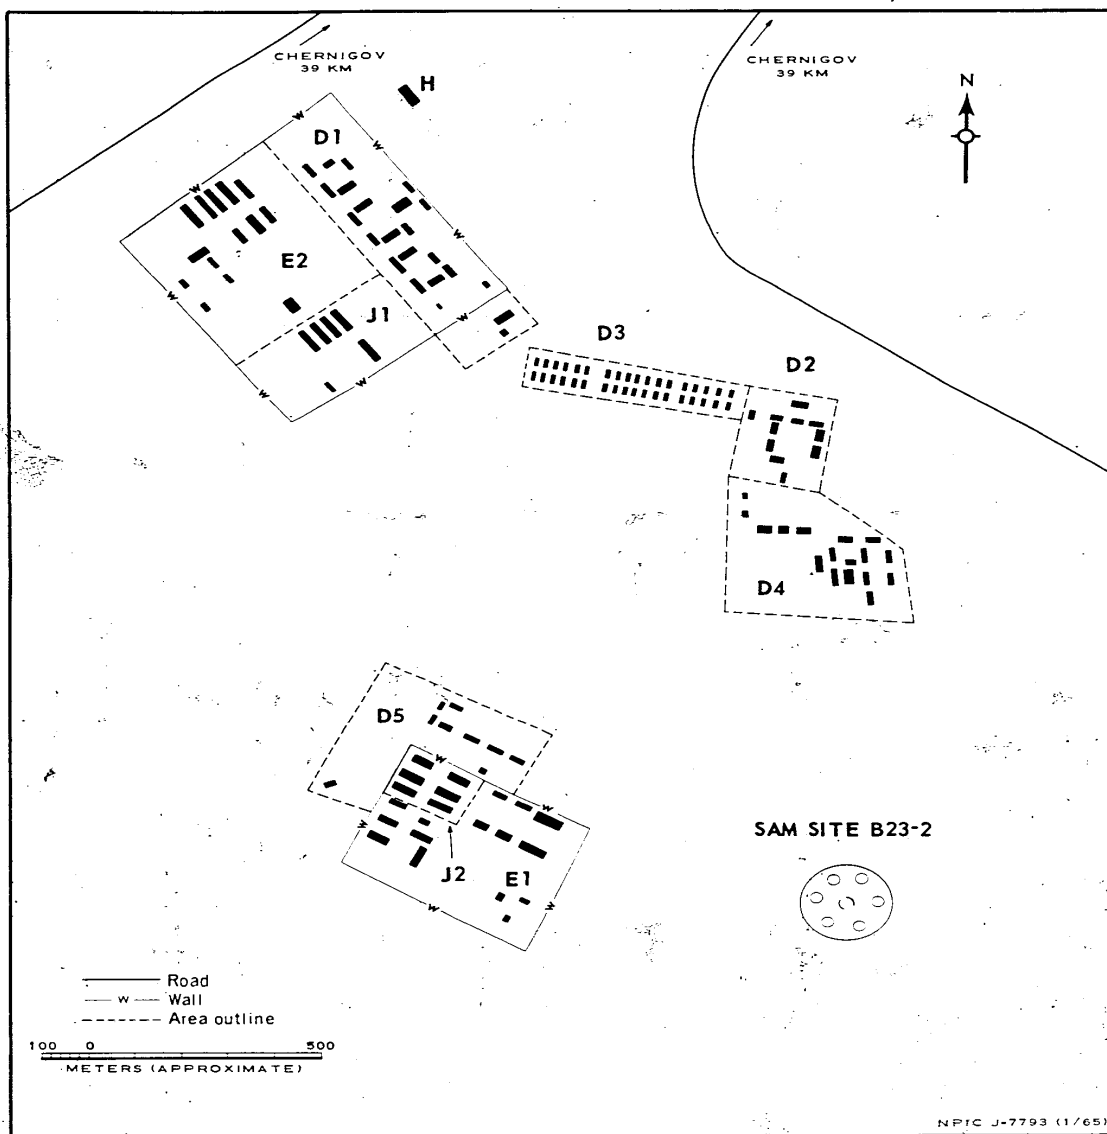 CHERNIGOV
39 KM
CHERNIGOV
39 KM
H
N
D1
E2
J1
D3
D2
D4
D5
J2
E1
SAM SITE B23-2
Road
W Wall
Area outline
100 0 500
METERS (APPROXIMATE)
NPIC J-7793 (1/65)
W
W
W
W
W
W
W
W
W
W
W
W
W